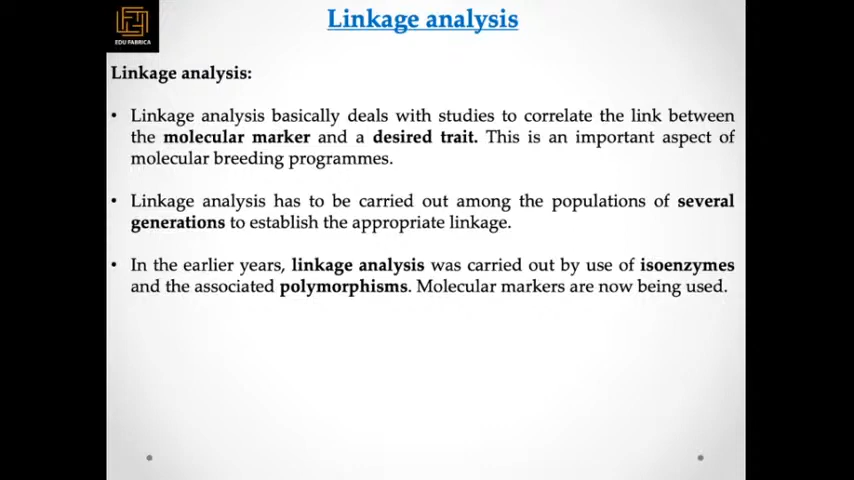 Linkage analysis
EDU FABRICA
Linkage analysis:
• Linkage analysis basically deals with studies to correlate the link between
the molecular marker and a desired trait. This is an important aspect of
molecular breeding programmes.
• Linkage analysis has to be carried out among the populations of several
generations to establish the appropriate linkage.
• In the earlier years, linkage analysis was carried out by use of isoenzymes
and the associated polymorphisms. Molecular markers are now being used.